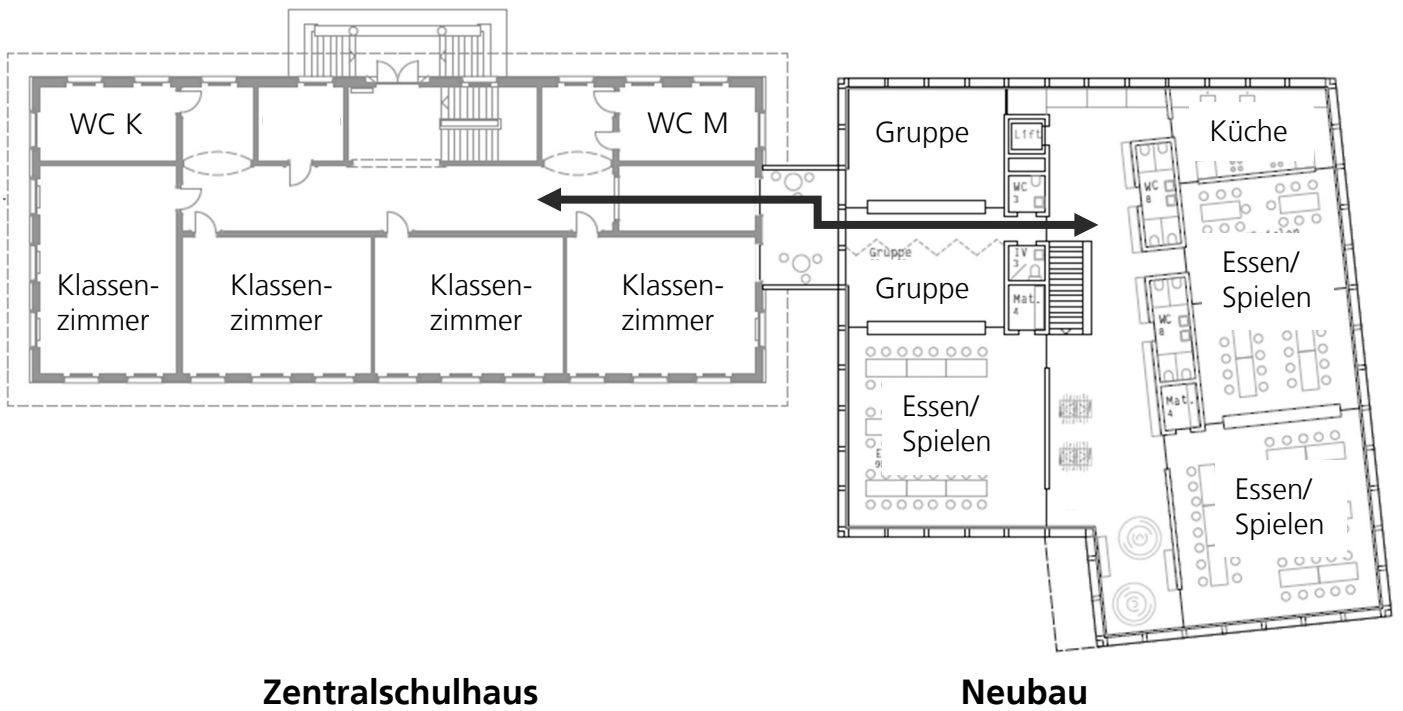 WC K
WC M
Klassen-
zimmer
Klassen-
zimmer
Klassen-
zimmer
Klassen-
zimmer
Gruppe
Lift
WC
3
Gruppe
Gruppe
IV
3
Mat.
4
Essen/
Spielen
Küche
WC
8
WC
8
Mat.
4
Essen/
Spielen
Essen/
Spielen
Zentralschulhaus
Neubau